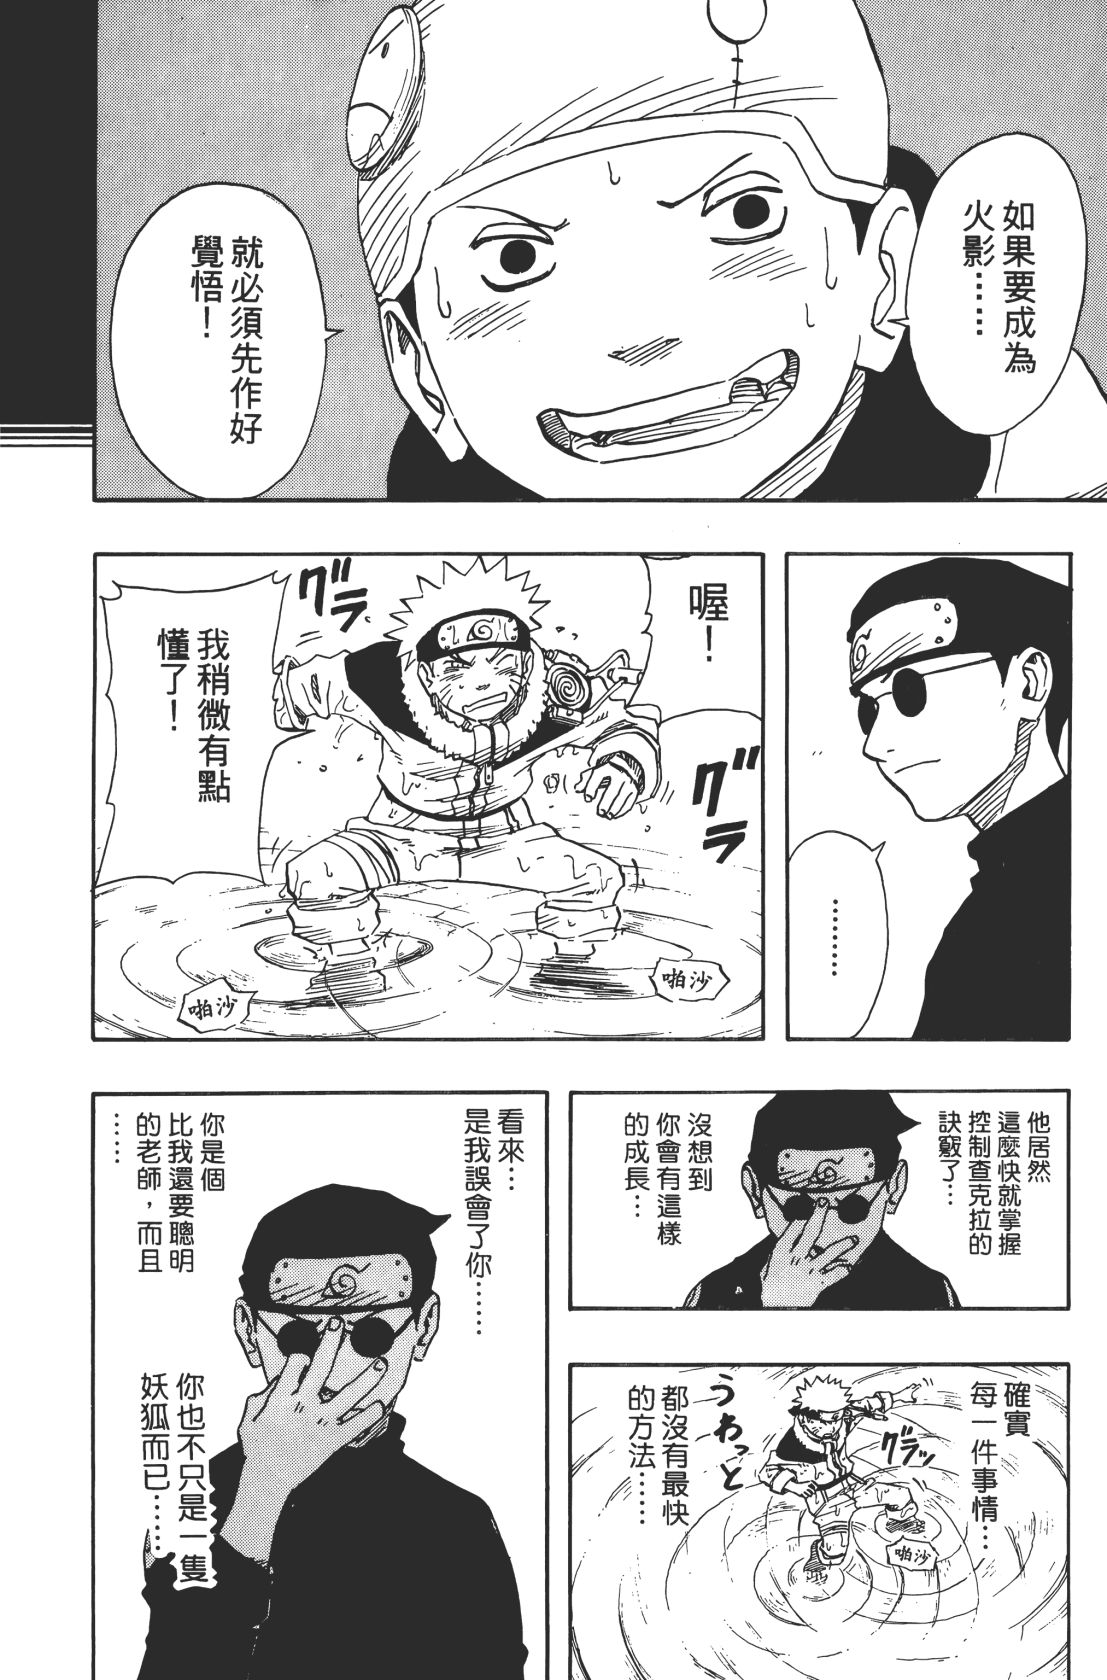 如果要成為
火影……
就必須先作好
覺悟！
………
喔！
グラ
グラ
我稍微有點
懂了！
啪沙
啪沙
他居然
這麼快就掌握
控制查克拉的
訣竅了…
沒想到
你會有這樣
的成長…
確實
每一件事情…
都沒有最快
的方法……
グラッ
うわっと
啪沙
看來…
是我誤會了你……
你是個
比我還要聰明
的老師，而且
……
你也不只是一隻
妖狐而已……